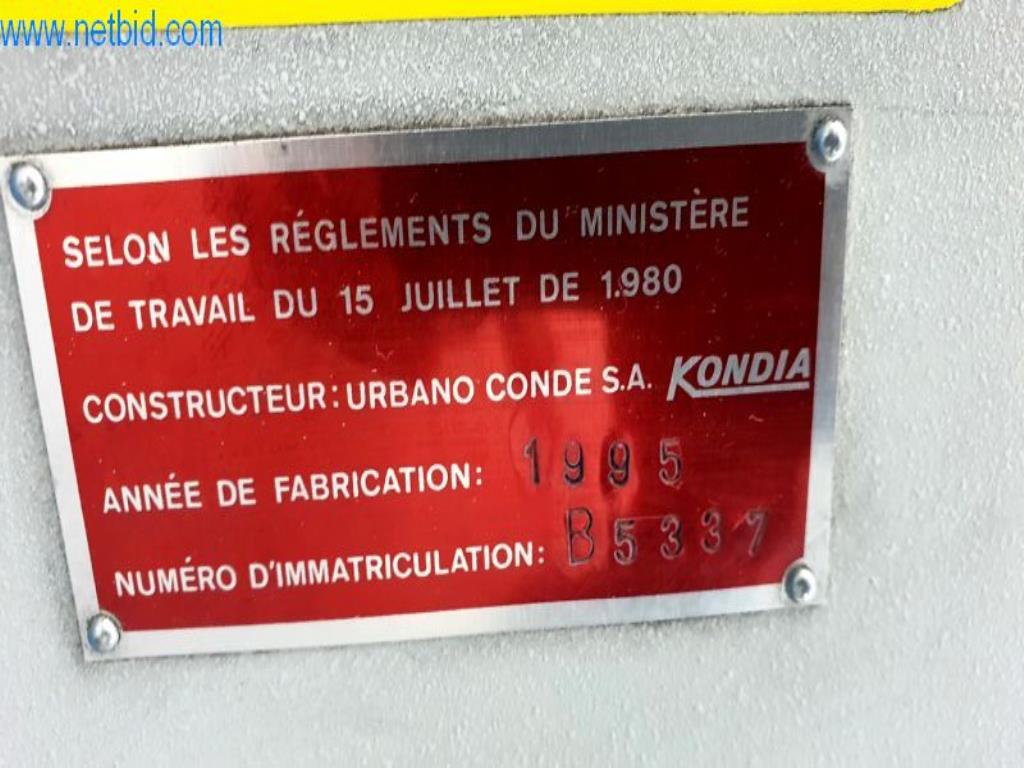 www.netbid.com
SELON LES RÉGLEMENTS DU MINISTÈRE
DE TRAVAIL DU 15 JUILLET DE 1.980
CONSTRUCTEUR: URBANO CONDE S.A. KONDIA
ANNÉE DE FABRICATION: 1995
NUMÉRO D'IMMATRICULATION: B5337